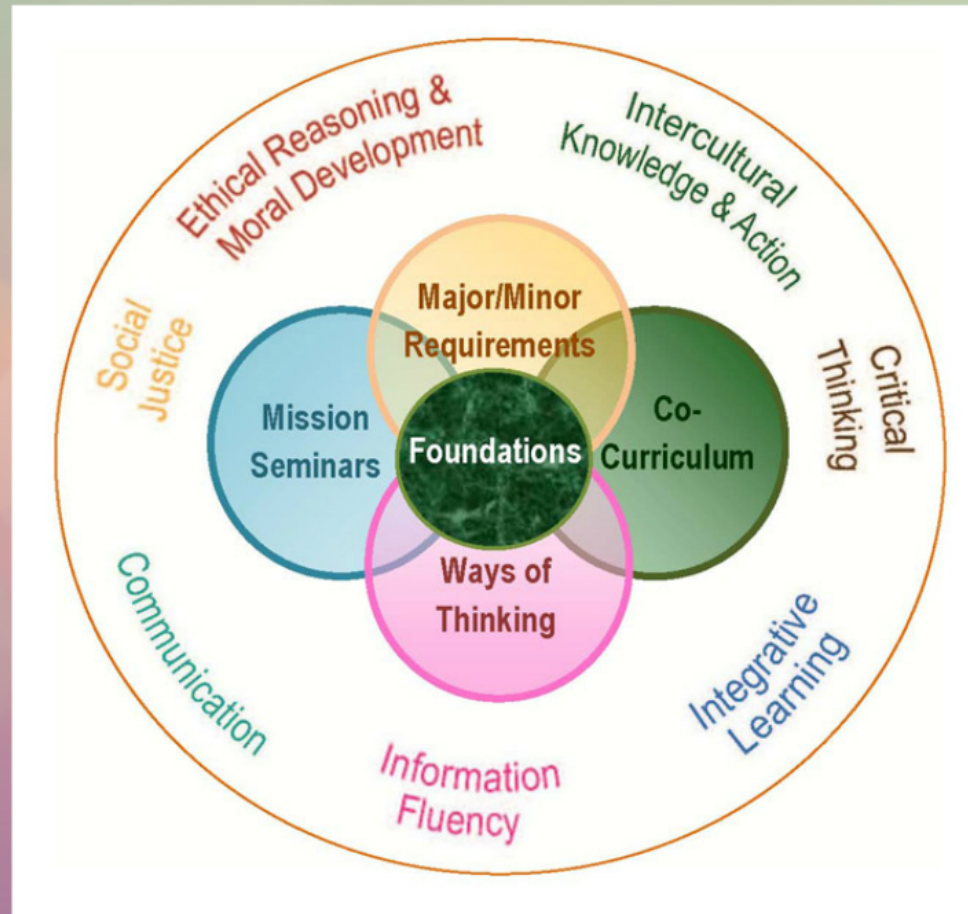 Ethical Reasoning &
Moral Development
Intercultural
Knowledge & Action
Social
Justice
Critical
Thinking
Major/Minor
Requirements
Mission
Seminars
Foundations
Co-
Curriculum
Ways of
Thinking
Communication
Integrative
Learning
Information
Fluency